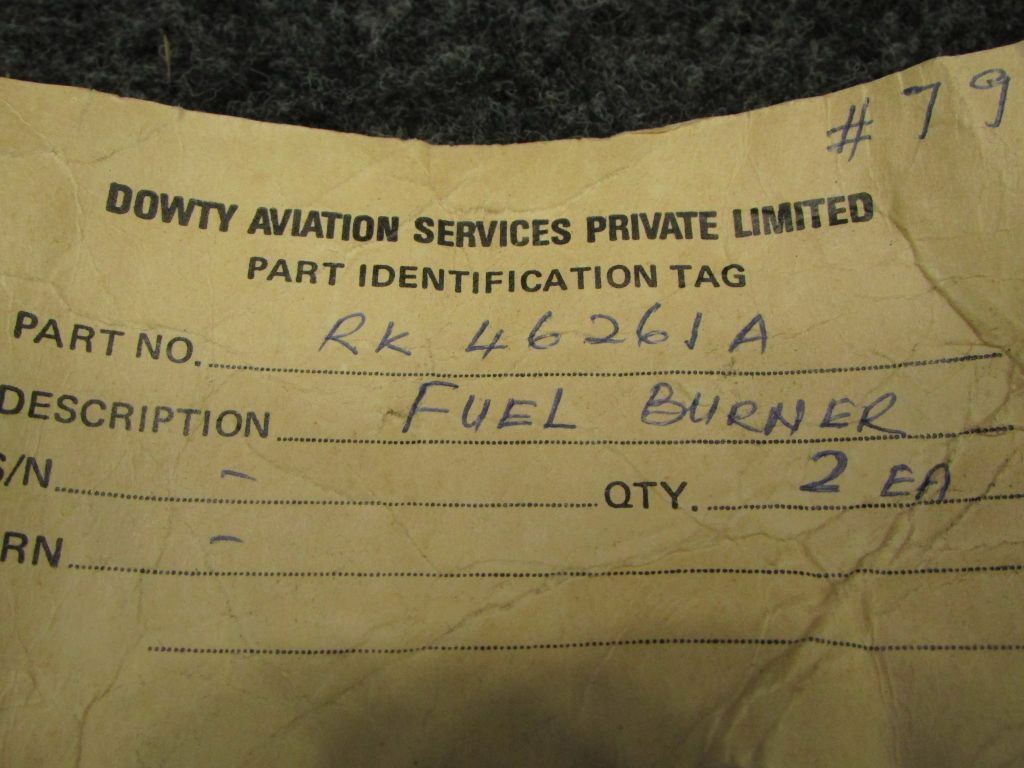 # 79
DOWTY AVIATION SERVICES PRIVATE LIMITED
PART IDENTIFICATION TAG
PART NO. RK 46261A
DESCRIPTION FUEL BURNER
S/N - QTY. 2 EA
RN -